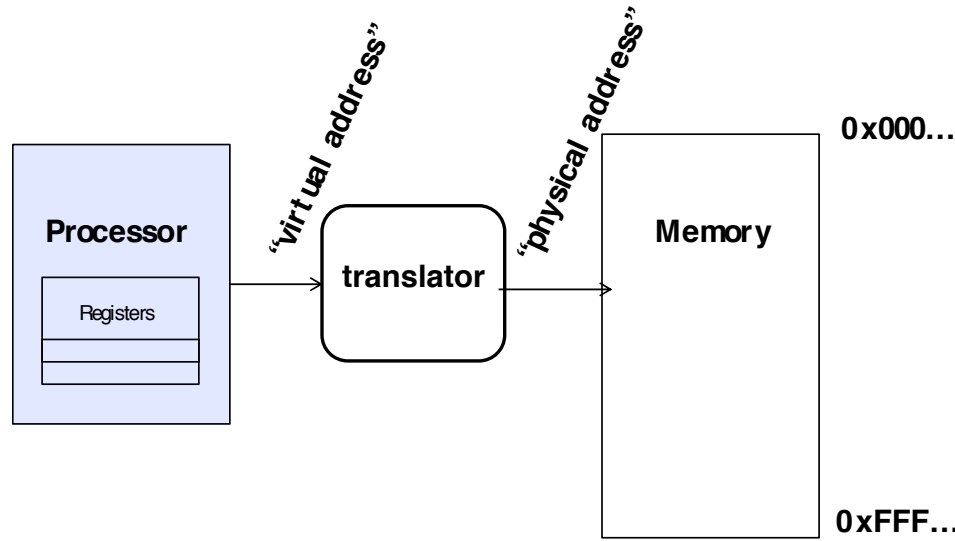 Processor
Registers
“virtual address”
translator
“physical address”
Memory
0x000…
0xFFF…